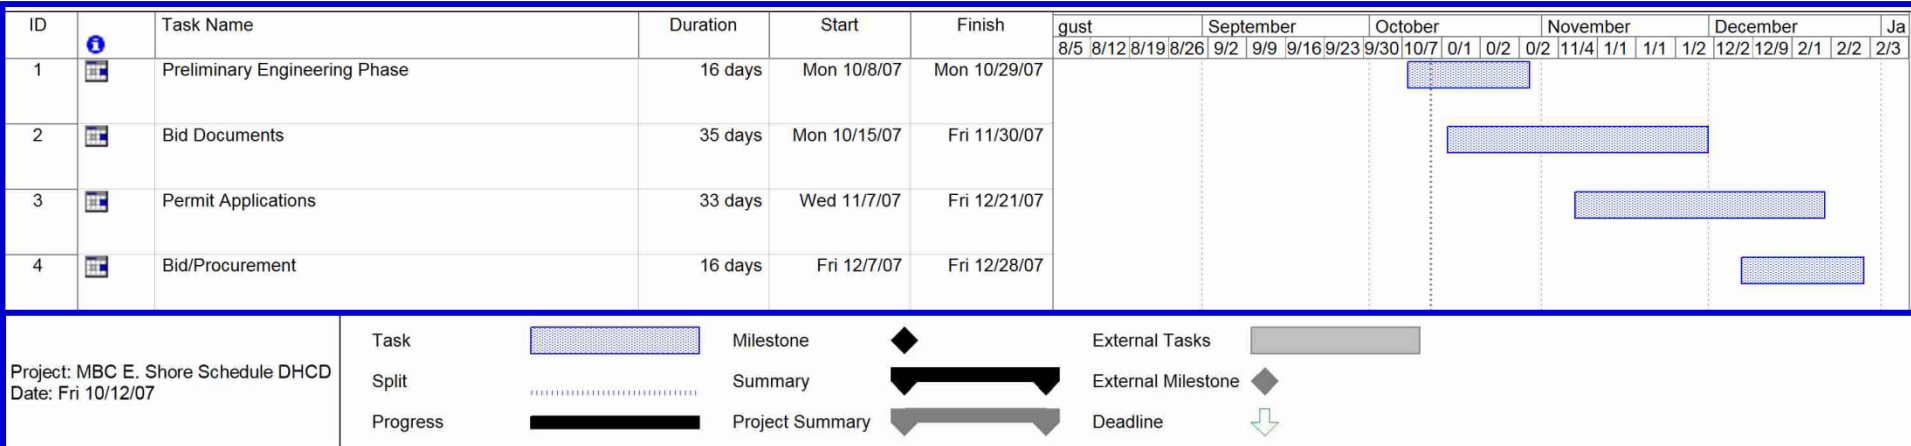 ID Task Name Duration Start Finish gust September October November December Ja
8/5 8/12 8/19 8/26 9/2 9/9 9/16 9/23 9/30 10/7 0/1 0/2 0/2 11/4 1/1 1/1 1/2 12/2 12/9 2/1 2/2 2/3
1 Preliminary Engineering Phase 16 days Mon 10/8/07 Mon 10/29/07
2 Bid Documents 35 days Mon 10/15/07 Fri 11/30/07
3 Permit Applications 33 days Wed 11/7/07 Fri 12/21/07
4 Bid/Procurement 16 days Fri 12/7/07 Fri 12/28/07
Project: MBC E. Shore Schedule DHCD
Date: Fri 10/12/07
Task Milestone External Tasks
Split Summary External Milestone
Progress Project Summary Deadline